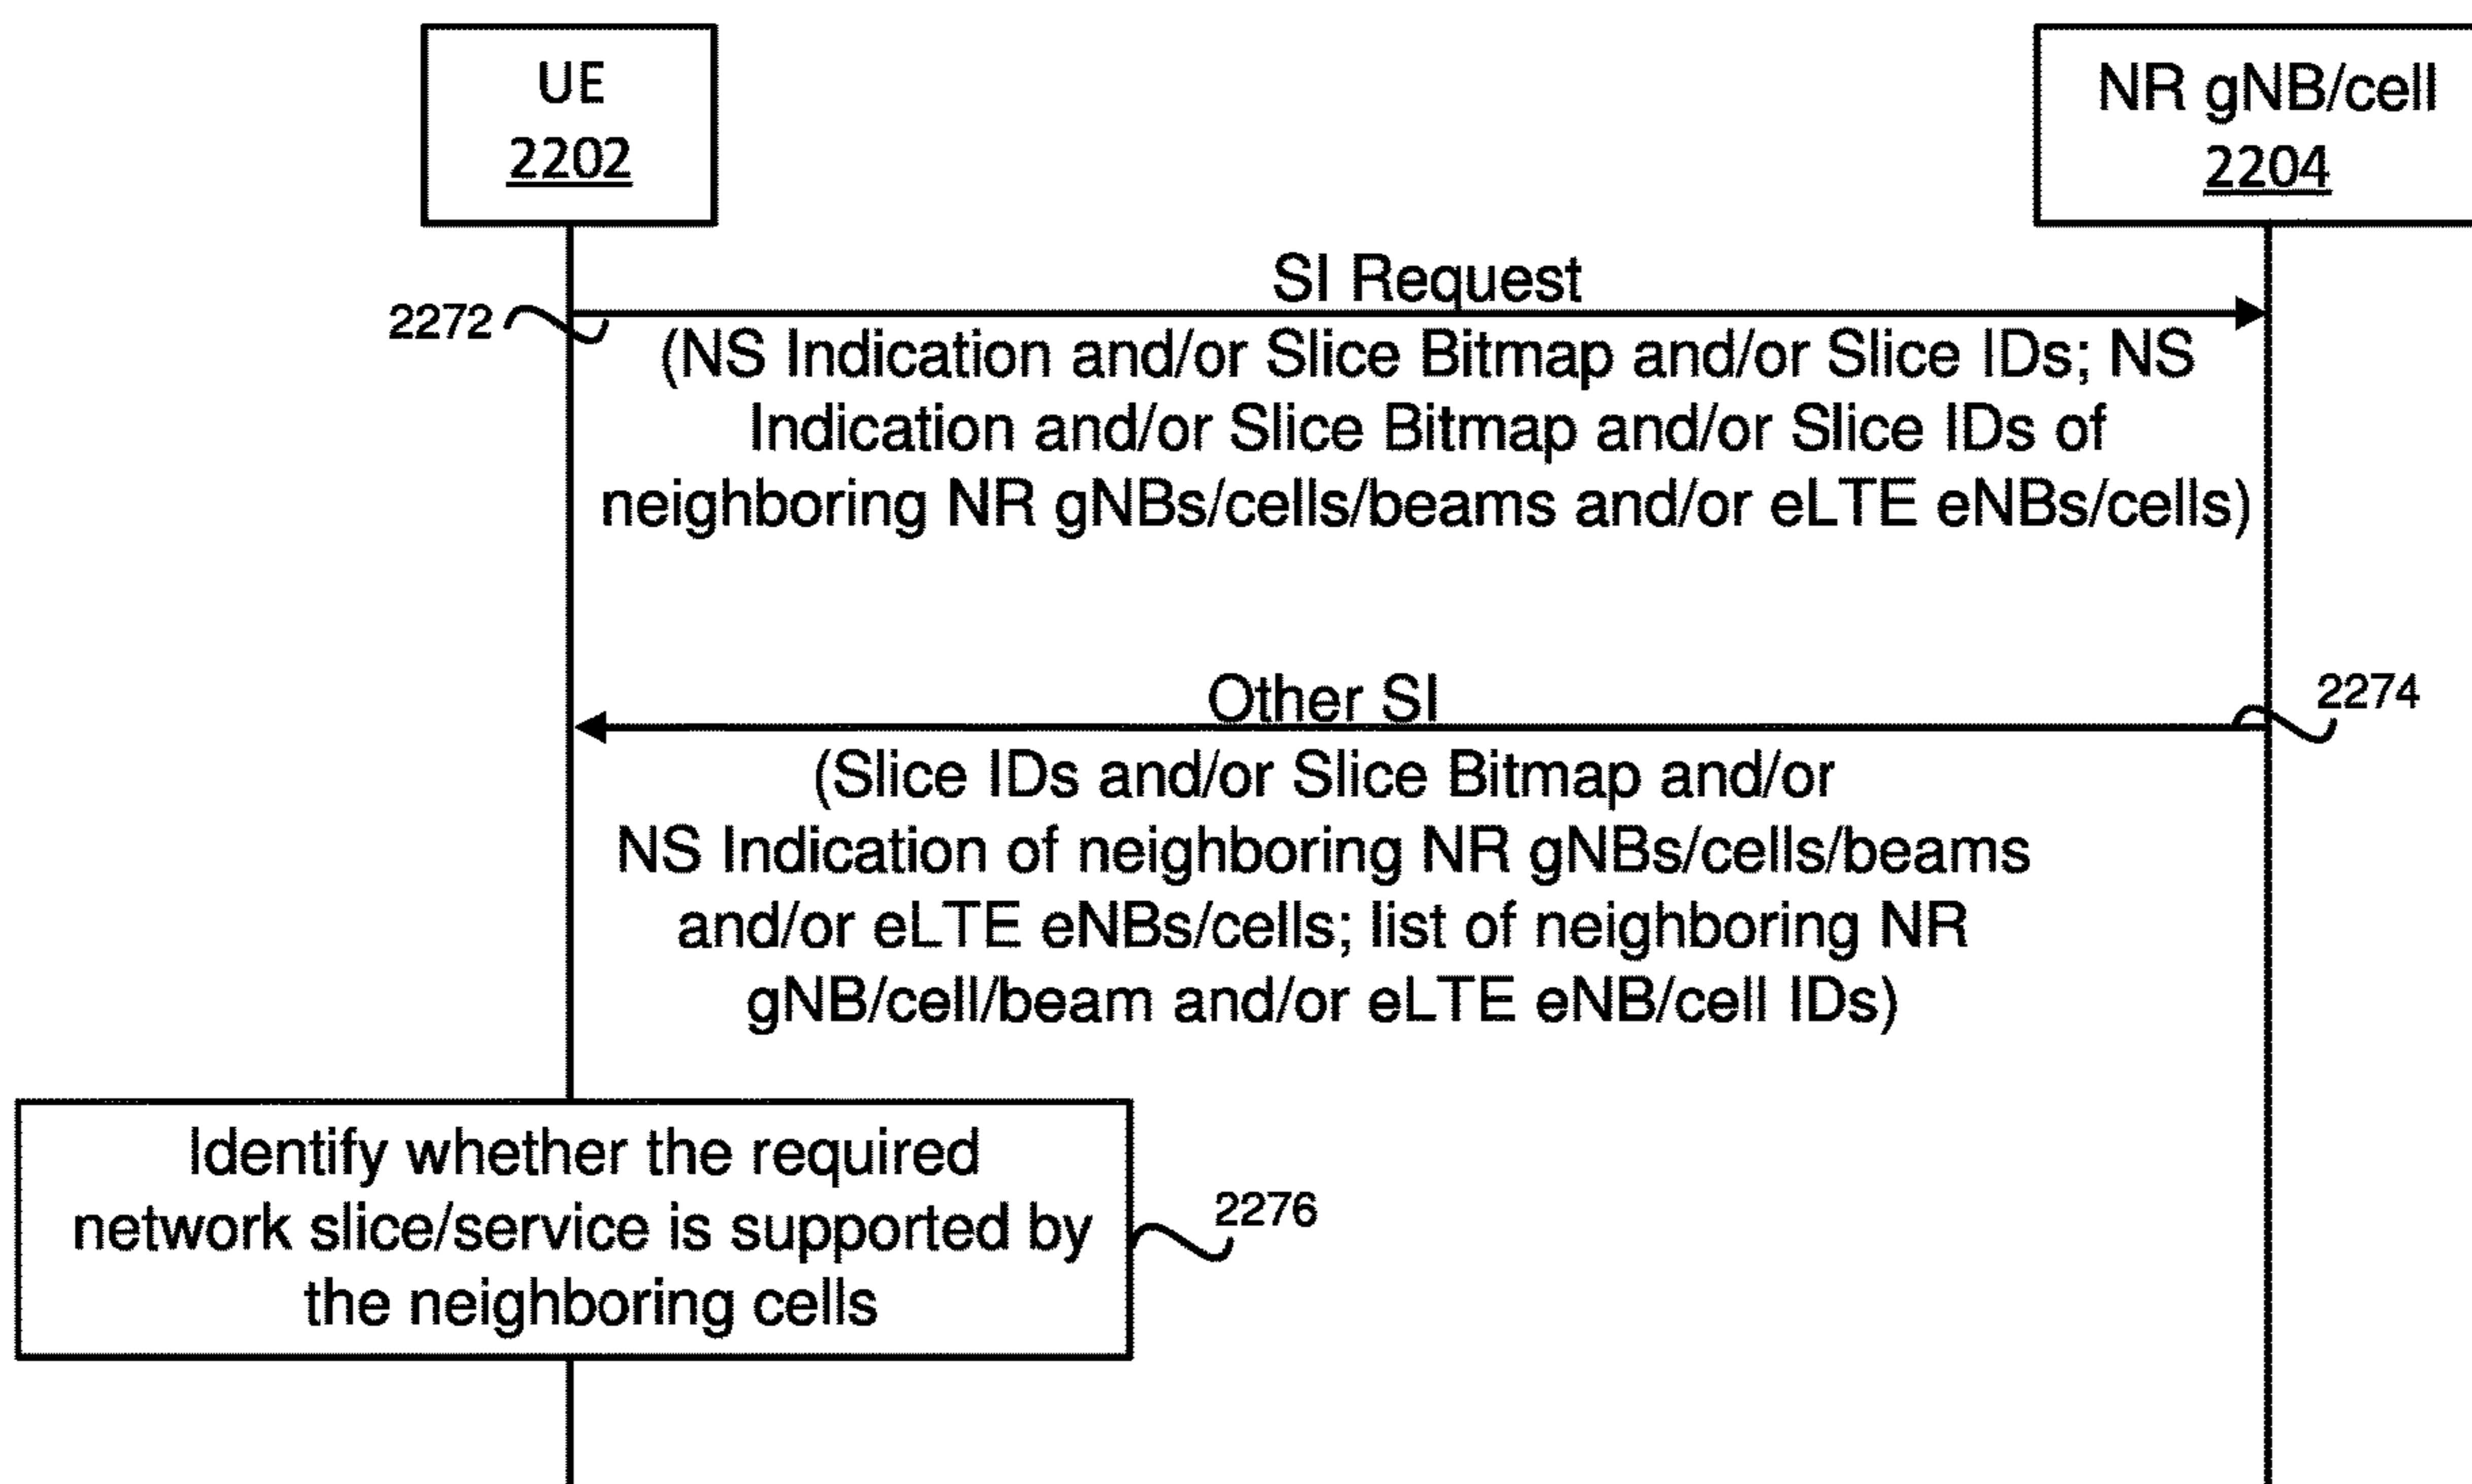 UE
2202
NR gNB/cell
2204
SI Request
2272
(NS Indication and/or Slice Bitmap and/or Slice IDs; NS
Indication and/or Slice Bitmap and/or Slice IDs of
neighboring NR gNBs/cells/beams and/or eLTE eNBs/cells)
Other SI
2274
(Slice IDs and/or Slice Bitmap and/or
NS Indication of neighboring NR gNBs/cells/beams
and/or eLTE eNBs/cells; list of neighboring NR
gNB/cell/beam and/or eLTE eNB/cell IDs)
Identify whether the required
network slice/service is supported by
the neighboring cells
2276